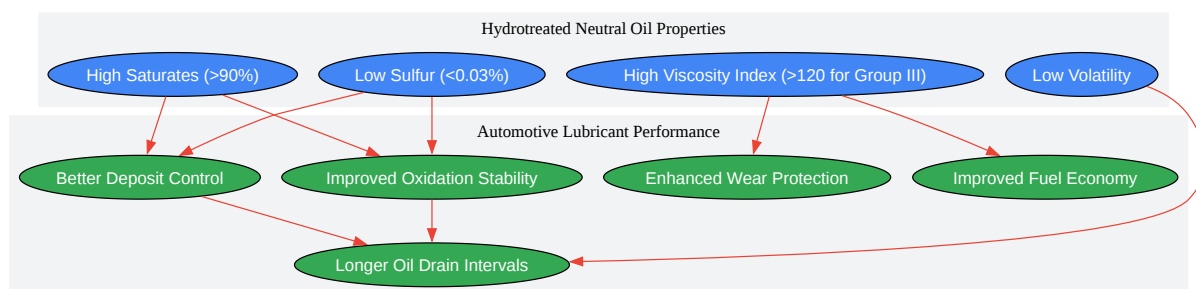 Hydrotreated Neutral Oil Properties
High Saturates (>90%)
Low Sulfur (<0.03%)
High Viscosity Index (>120 for Group III)
Low Volatility
Automotive Lubricant Performance
Better Deposit Control
Improved Oxidation Stability
Enhanced Wear Protection
Improved Fuel Economy
Longer Oil Drain Intervals